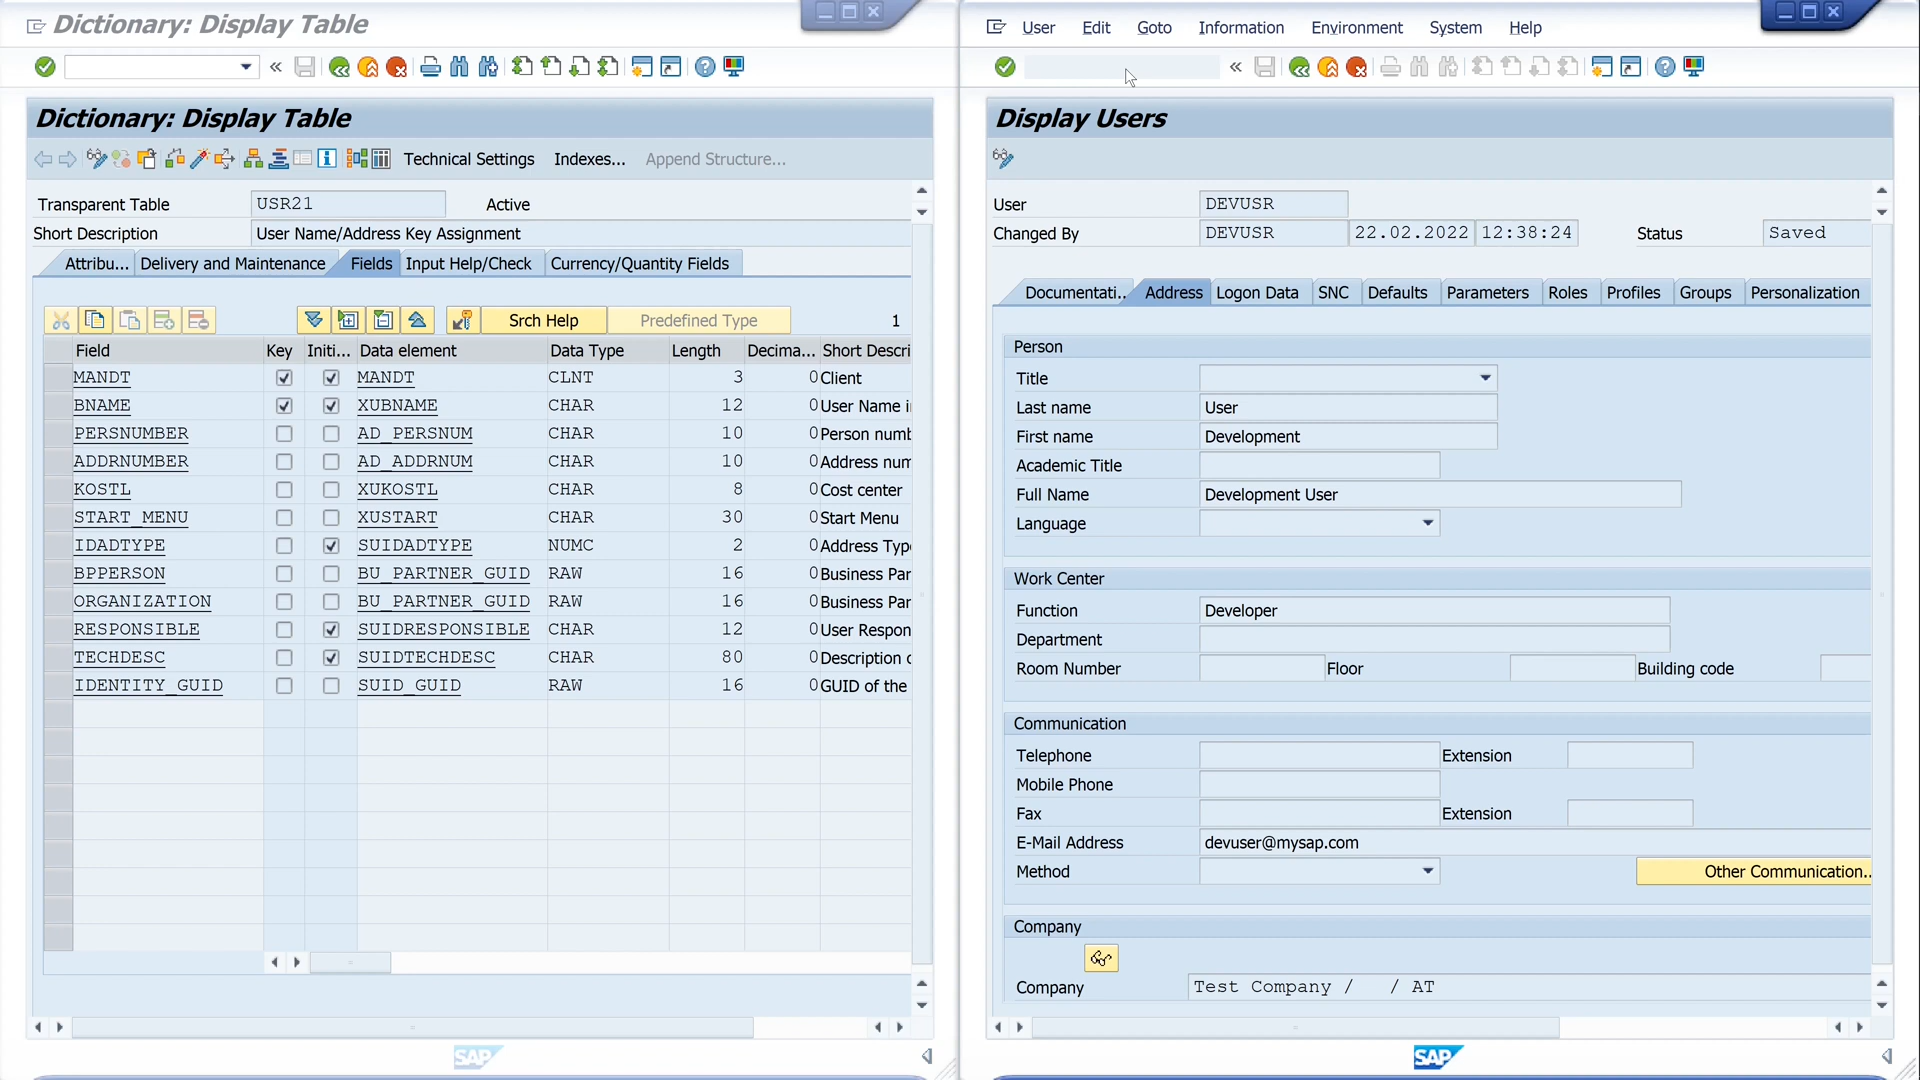 Dictionary: Display Table
Dictionary: Display Table
Technical Settings Indexes... Append Structure...
Transparent Table USR21 Active
Short Description User Name/Address Key Assignment
Attribu... Delivery and Maintenance Fields Input Help/Check Currency/Quantity Fields
Srch Help Predefined Type 1
Field Key Initi... Data element Data Type Length Decima... Short Descri
MANDT MANDT CLNT 3 0 Client
BNAME XUBNAME CHAR 12 0 User Name i
PERSNUMBER AD_PERSNUM CHAR 10 0 Person numb
ADDRNUMBER AD_ADDRNUM CHAR 10 0 Address num
KOSTL XUKOSTL CHAR 8 0 Cost center
START_MENU XUSTART CHAR 30 0 Start Menu
IDADTYPE SUIDADTYPE NUMC 2 0 Address Typ
BPPERSON BU_PARTNER_GUID RAW 16 0 Business Par
ORGANIZATION BU_PARTNER_GUID RAW 16 0 Business Par
RESPONSIBLE SUIDRESPONSIBLE CHAR 12 0 User Respon
TECHDESC SUIDTECHDESC CHAR 80 0 Description o
IDENTITY_GUID SUID_GUID RAW 16 0 GUID of the
SAP
User Edit Goto Information Environment System Help
Display Users
User DEVUSR
Changed By DEVUSR 22.02.2022 12:38:24 Status Saved
Documentati.. Address Logon Data SNC Defaults Parameters Roles Profiles Groups Personalization
Person
Title
Last name User
First name Development
Academic Title
Full Name Development User
Language
Work Center
Function Developer
Department
Room Number Floor Building code
Communication
Telephone Extension
Mobile Phone
Fax Extension
E-Mail Address devuser@mysap.com
Method Other Communication..
Company
Company Test Company / / AT
SAP